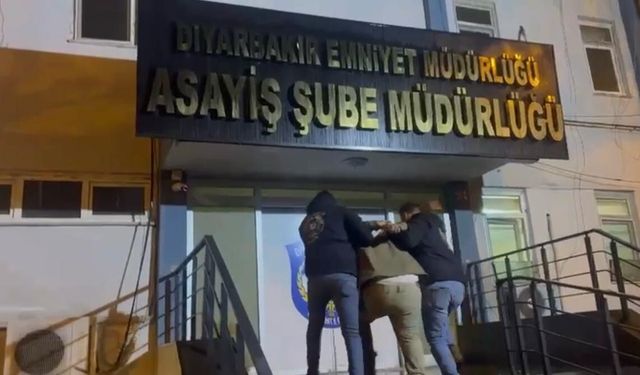 DİYARBAKIR EMNİYET MÜDÜRLÜĞÜ
ASAYİŞ ŞUBE MÜDÜRLÜĞÜ